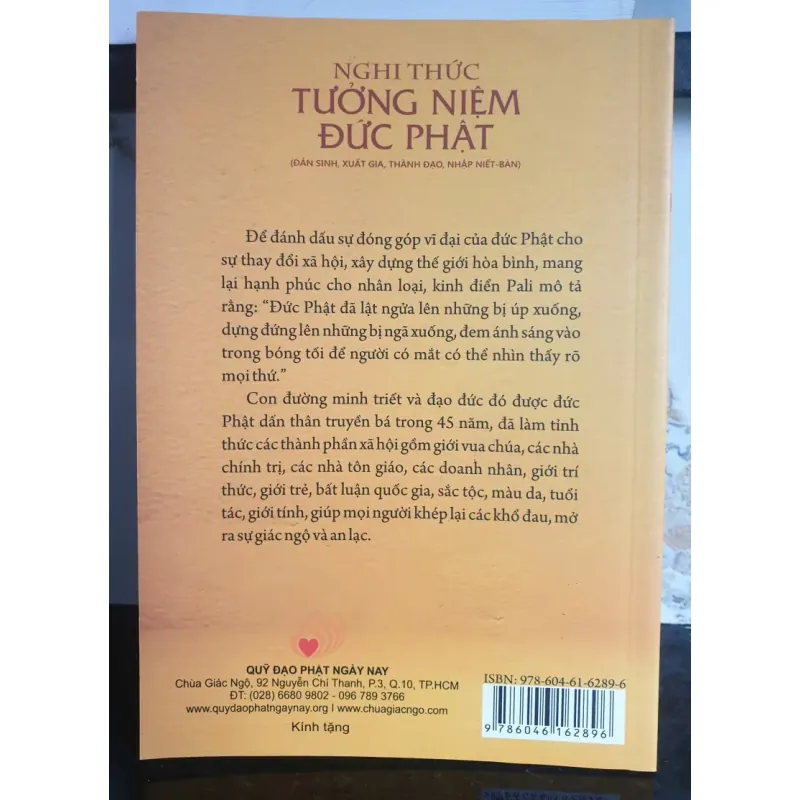 NGHI THỨC
TƯỞNG NIỆM
ĐỨC PHẬT
(ĐẢN SINH, XUẤT GIA, THÀNH ĐẠO, NHẬP NIẾT-BÀN)
Để đánh dấu sự đóng góp vĩ đại của đức Phật cho
sự thay đổi xã hội, xây dựng thế giới hòa bình, mang
lại hạnh phúc cho nhân loại, kinh điển Pali mô tả
rằng: “Đức Phật đã lật ngửa lên những bị úp xuống,
dựng đứng lên những bị ngã xuống, đem ánh sáng vào
trong bóng tối để người có mắt có thể nhìn thấy rõ
mọi thứ.”
Con đường minh triết và đạo đức đó được đức
Phật dấn thân truyền bá trong 45 năm, đã làm tỉnh
thức các thành phần xã hội gồm giới vua chúa, các nhà
chính trị, các nhà tôn giáo, các doanh nhân, giới trí
thức, giới trẻ, bất luận quốc gia, sắc tộc, màu da, tuổi
tác, giới tính, giúp mọi người khép lại các khổ đau, mở
ra sự giác ngộ và an lạc.
QUỸ ĐẠO PHẬT NGÀY NAY
Chùa Giác Ngộ, 92 Nguyễn Chí Thanh, P.3, Q.10, TP.HCM
ĐT: (028) 6680 9802 - 096 789 3766
www.quydaophatngaynay.org | www.chuagiacngo.com
Kính tặng
ISBN: 978-604-61-6289-6
9 786046 162896